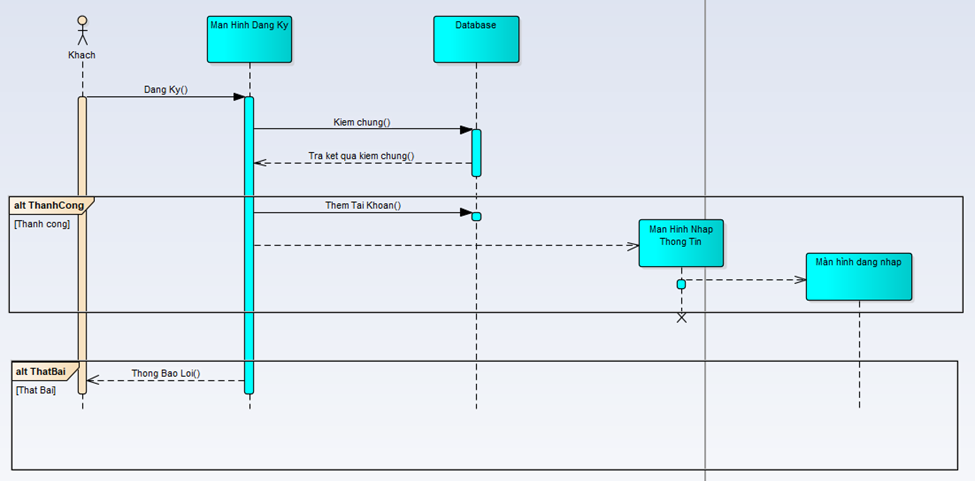 Man Hinh Dang Ky
Database
Khach
Dang Ky()
Kiem chung()
Tra ket qua kiem chung()
alt ThanhCong
[Thanh cong]
Them Tai Khoan()
Man Hinh Nhap
Thong Tin
Màn hình dang nhap
alt ThatBai
[That Bai]
Thong Bao Loi()